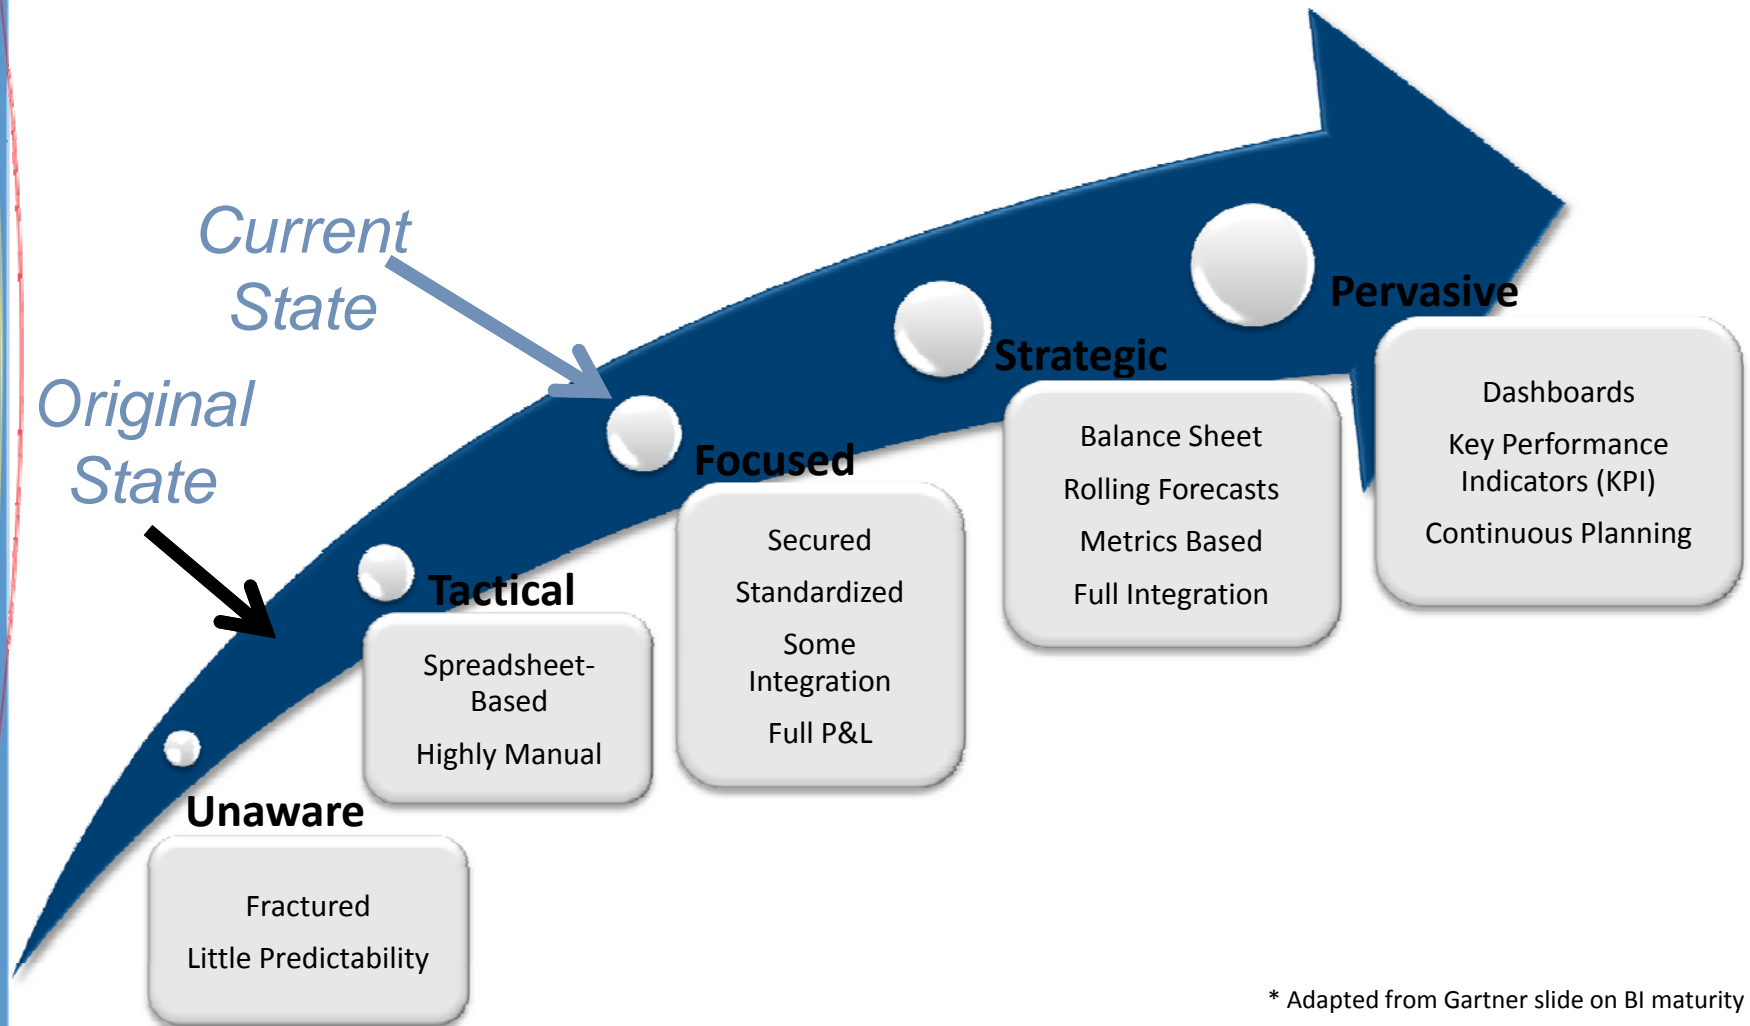 Current
State
Original
State
Pervasive
Dashboards
Key Performance
Indicators (KPI)
Continuous Planning
Strategic
Balance Sheet
Rolling Forecasts
Metrics Based
Full Integration
Focused
Secured
Standardized
Some
Integration
Full P&L
Tactical
Spreadsheet-
Based
Highly Manual
Unaware
Fractured
Little Predictability
* Adapted from Gartner slide on BI maturity